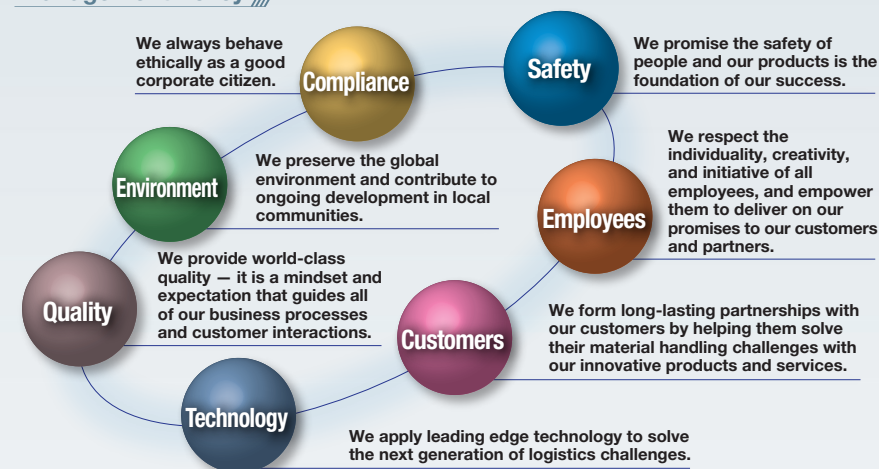 We always behave
ethically as a good
corporate citizen.
Compliance
Safety
We promise the safety of
people and our products is the
foundation of our success.
Environment
We preserve the global
environment and contribute to
ongoing development in local
communities.
Employees
We respect the
individuality, creativity,
and initiative of all
employees, and empower
them to deliver on our
promises to our customers
and partners.
Quality
We provide world-class
quality — it is a mindset and
expectation that guides all
of our business processes
and customer interactions.
Customers
We form long-lasting partnerships with
our customers by helping them solve
their material handling challenges with
our innovative products and services.
Technology
We apply leading edge technology to solve
the next generation of logistics challenges.